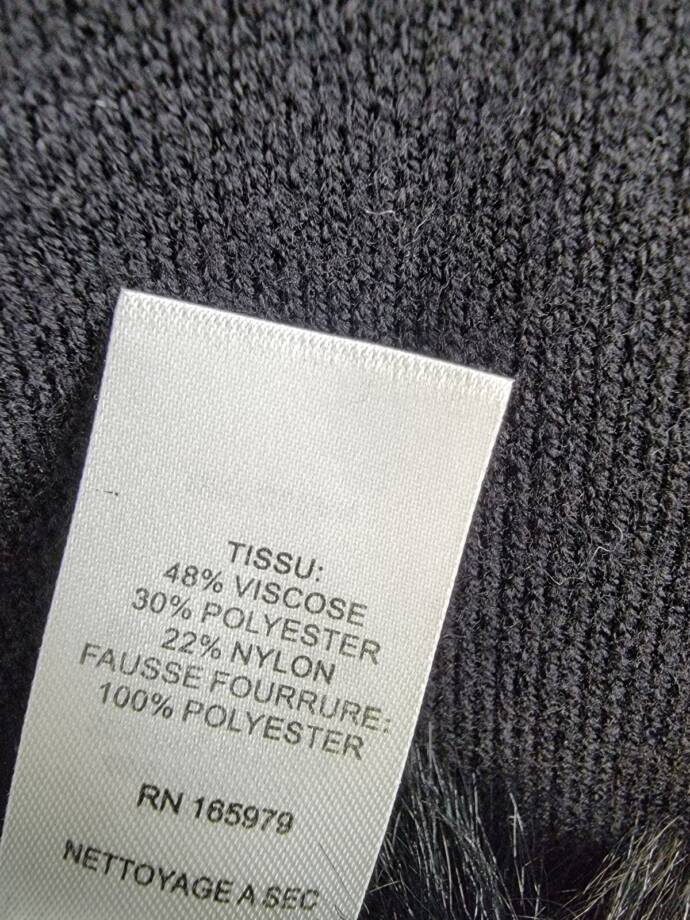 TISSU:
48% VISCOSE
30% POLYESTER
22% NYLON
FAUSSE FOURRURE:
100% POLYESTER
RN 165979
NETTOYAGE A SEC